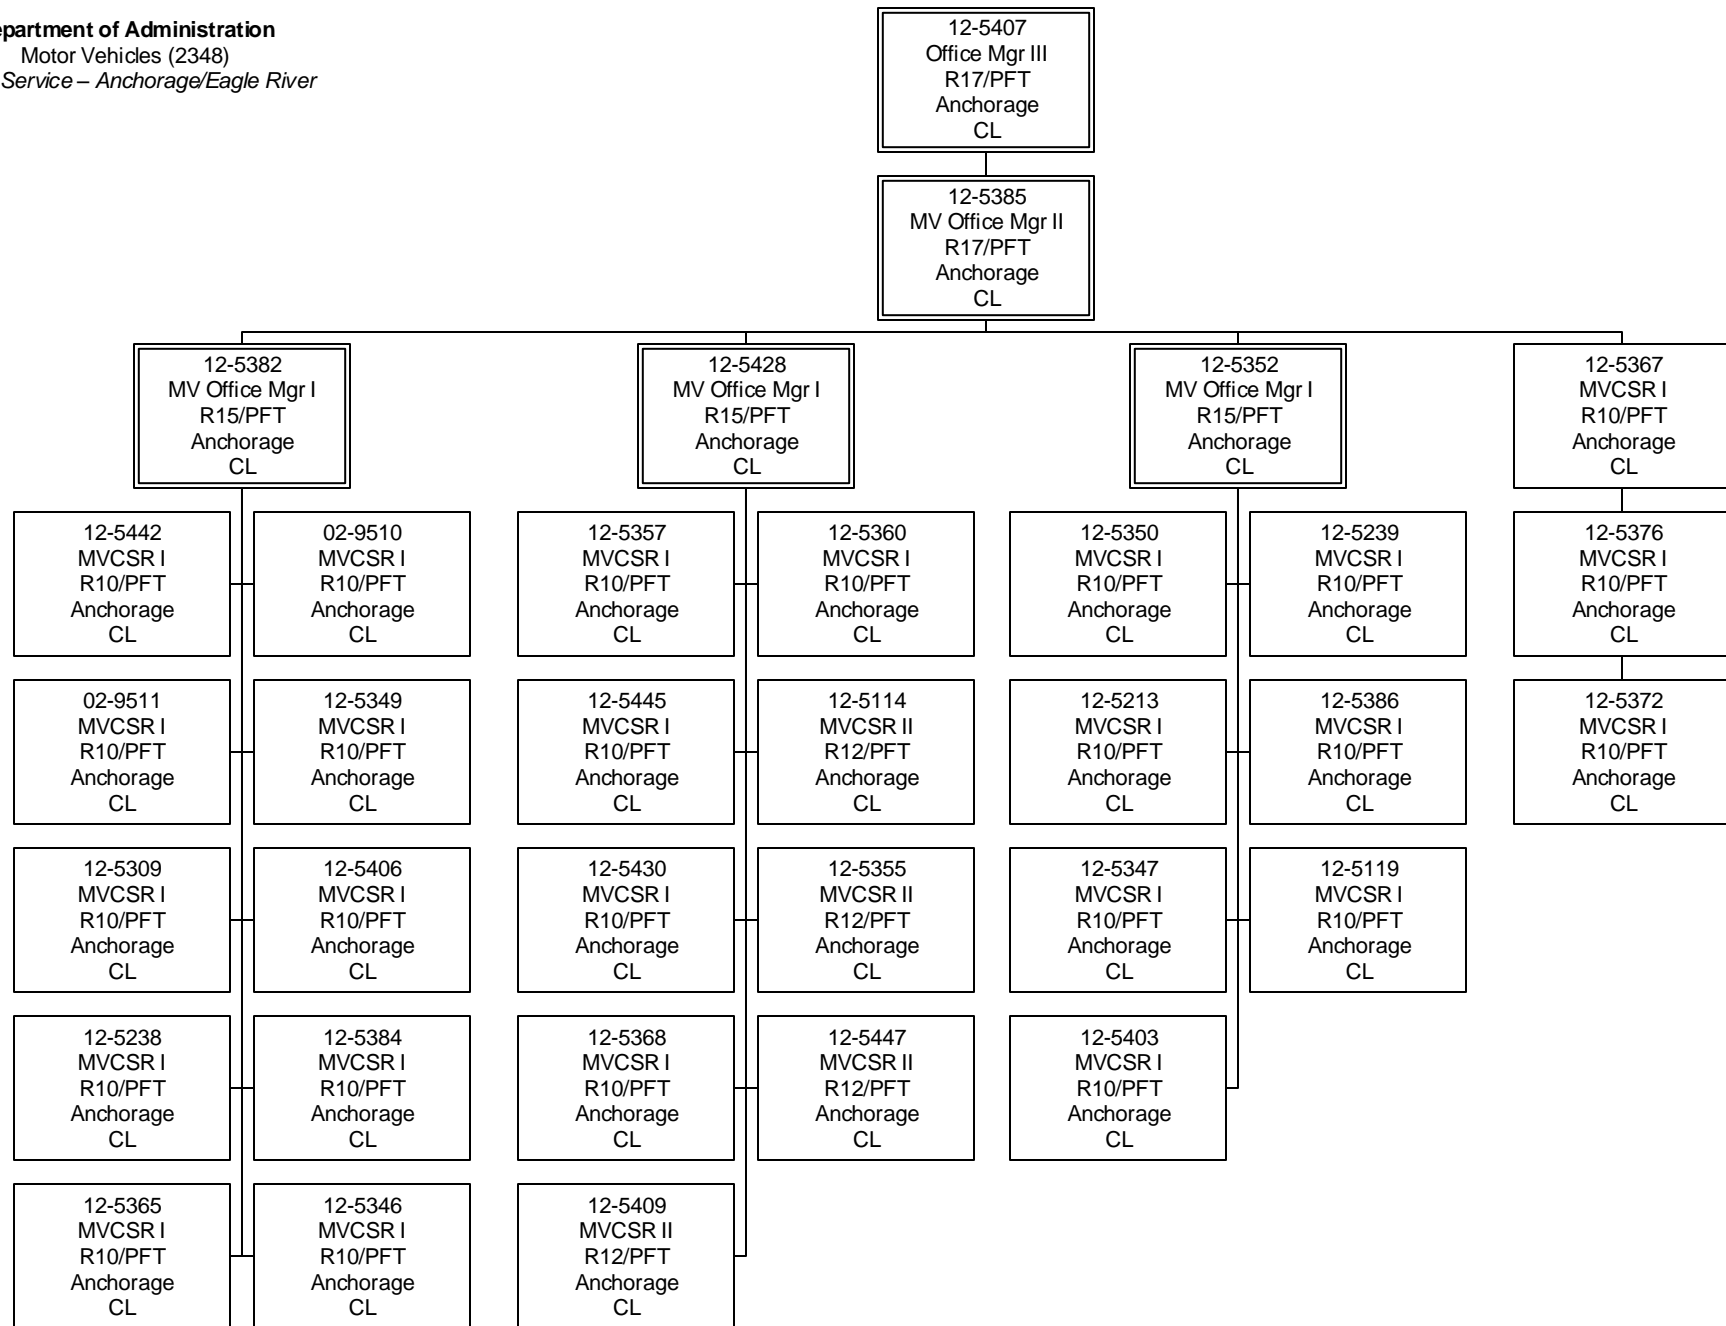 epartment of Administration
Motor Vehicles (2348)
Service – Anchorage/Eagle River
12-5407
Office Mgr III
R17/PFT
Anchorage
CL
12-5385
MV Office Mgr II
R17/PFT
Anchorage
CL
12-5382
MV Office Mgr I
R15/PFT
Anchorage
CL
12-5428
MV Office Mgr I
R15/PFT
Anchorage
CL
12-5352
MV Office Mgr I
R15/PFT
Anchorage
CL
12-5367
MVCSR I
R10/PFT
Anchorage
CL
12-5442
MVCSR I
R10/PFT
Anchorage
CL
02-9510
MVCSR I
R10/PFT
Anchorage
CL
12-5357
MVCSR I
R10/PFT
Anchorage
CL
12-5360
MVCSR I
R10/PFT
Anchorage
CL
12-5350
MVCSR I
R10/PFT
Anchorage
CL
12-5239
MVCSR I
R10/PFT
Anchorage
CL
12-5376
MVCSR I
R10/PFT
Anchorage
CL
02-9511
MVCSR I
R10/PFT
Anchorage
CL
12-5349
MVCSR I
R10/PFT
Anchorage
CL
12-5445
MVCSR I
R10/PFT
Anchorage
CL
12-5114
MVCSR II
R12/PFT
Anchorage
CL
12-5213
MVCSR I
R10/PFT
Anchorage
CL
12-5386
MVCSR I
R10/PFT
Anchorage
CL
12-5372
MVCSR I
R10/PFT
Anchorage
CL
12-5309
MVCSR I
R10/PFT
Anchorage
CL
12-5406
MVCSR I
R10/PFT
Anchorage
CL
12-5430
MVCSR I
R10/PFT
Anchorage
CL
12-5355
MVCSR II
R12/PFT
Anchorage
CL
12-5347
MVCSR I
R10/PFT
Anchorage
CL
12-5119
MVCSR I
R10/PFT
Anchorage
CL
12-5238
MVCSR I
R10/PFT
Anchorage
CL
12-5384
MVCSR I
R10/PFT
Anchorage
CL
12-5368
MVCSR I
R10/PFT
Anchorage
CL
12-5447
MVCSR II
R12/PFT
Anchorage
CL
12-5403
MVCSR I
R10/PFT
Anchorage
CL
12-5365
MVCSR I
R10/PFT
Anchorage
CL
12-5346
MVCSR I
R10/PFT
Anchorage
CL
12-5409
MVCSR II
R12/PFT
Anchorage
CL